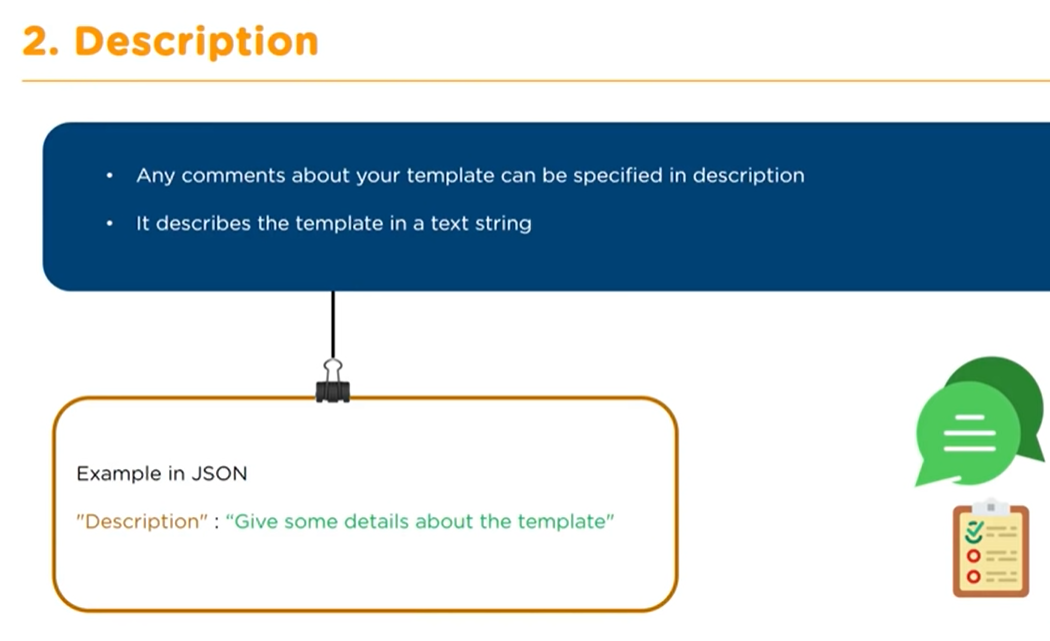 2. Description
• Any comments about your template can be specified in description
• It describes the template in a text string
Example in JSON
"Description" : “Give some details about the template"